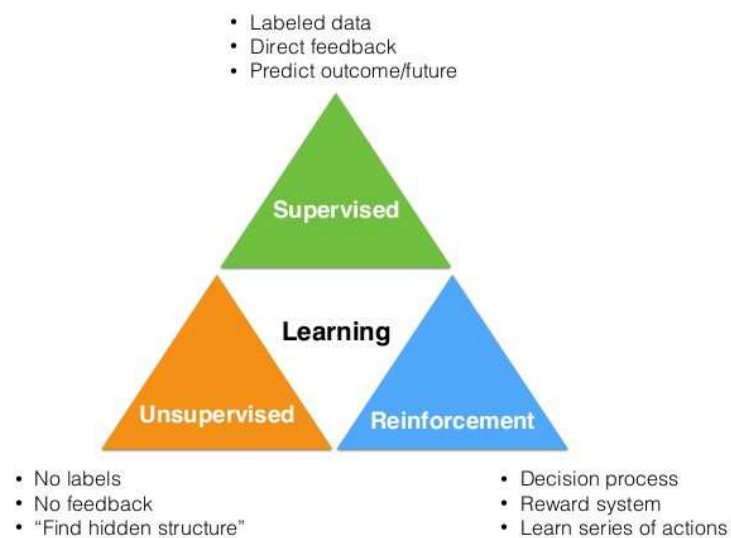 • Labeled data
• Direct feedback
• Predict outcome/future
Supervised
Learning
Unsupervised
Reinforcement
• No labels
• No feedback
• “Find hidden structure”
• Decision process
• Reward system
• Learn series of actions